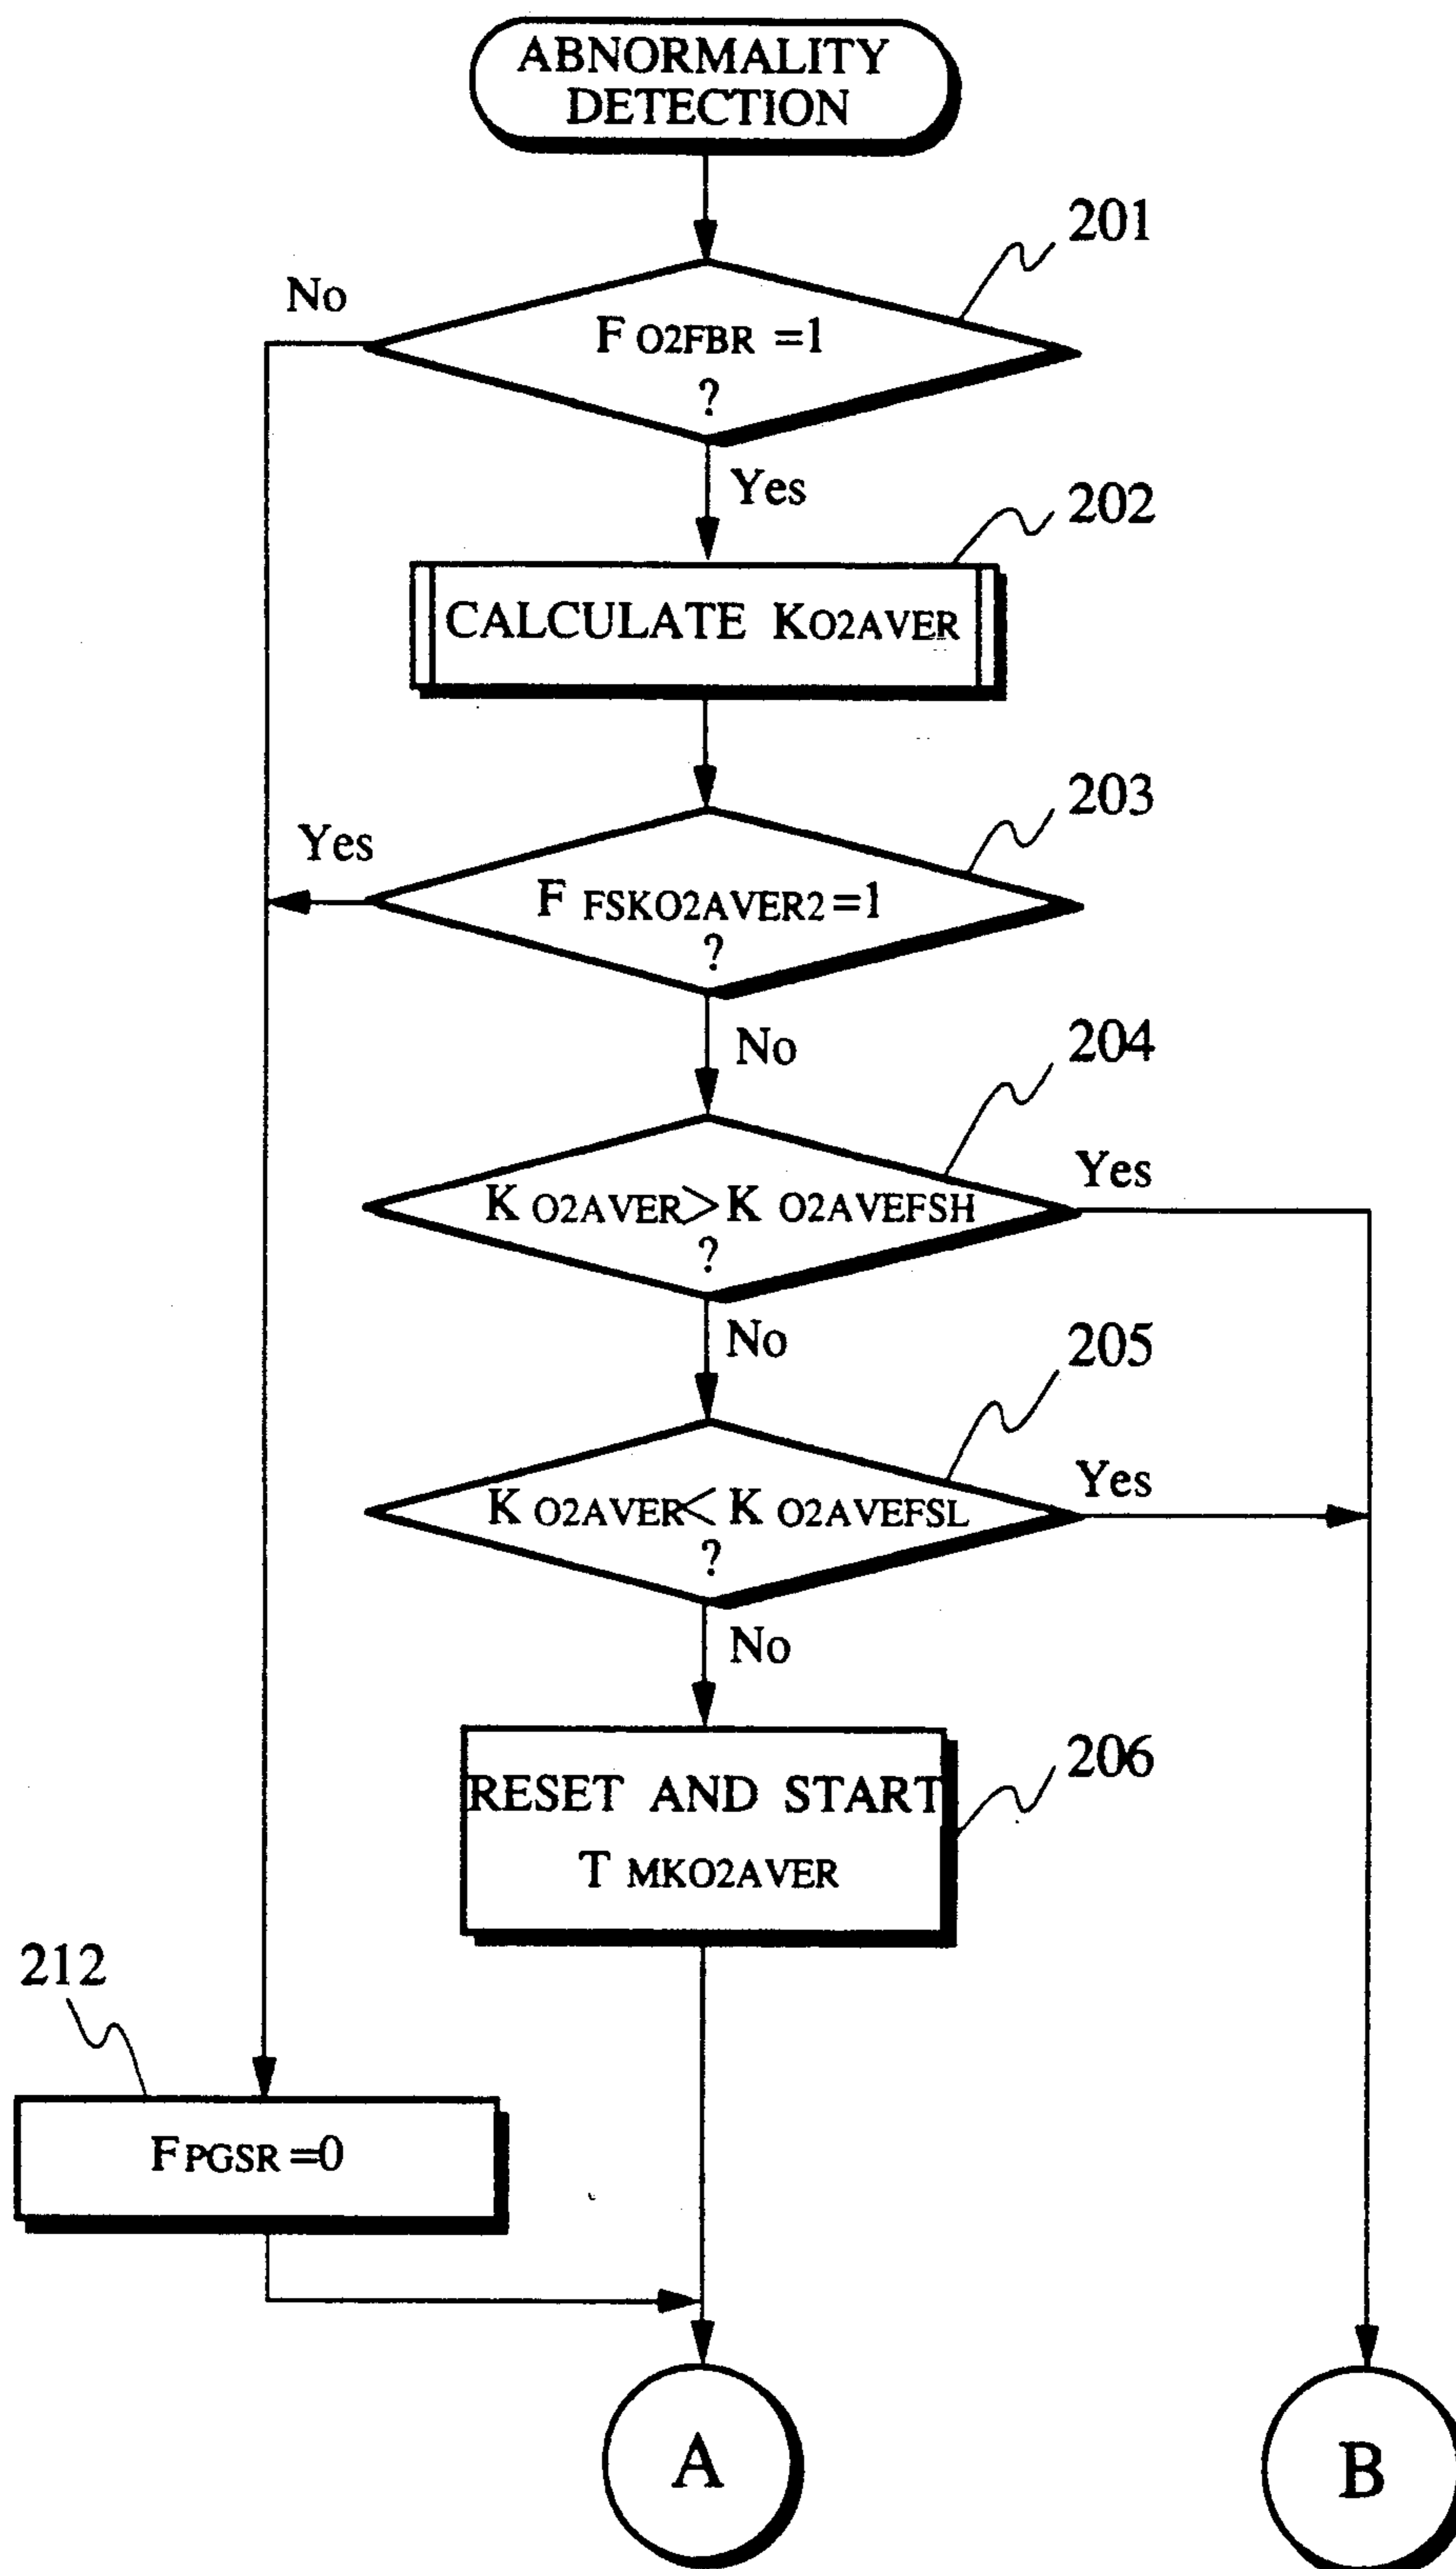 ABNORMALITY
DETECTION
201
No
F O2FBR =1
?
Yes
202
CALCULATE KO2AVER
203
Yes
F FSKO2AVER2=1
?
No
204
Yes
K O2AVER>K O2AVEFSH
?
No
205
Yes
K O2AVER< K O2AVEFSL
?
No
206
RESET AND START
T MKO2AVER
212
FPGSR=0
A
B